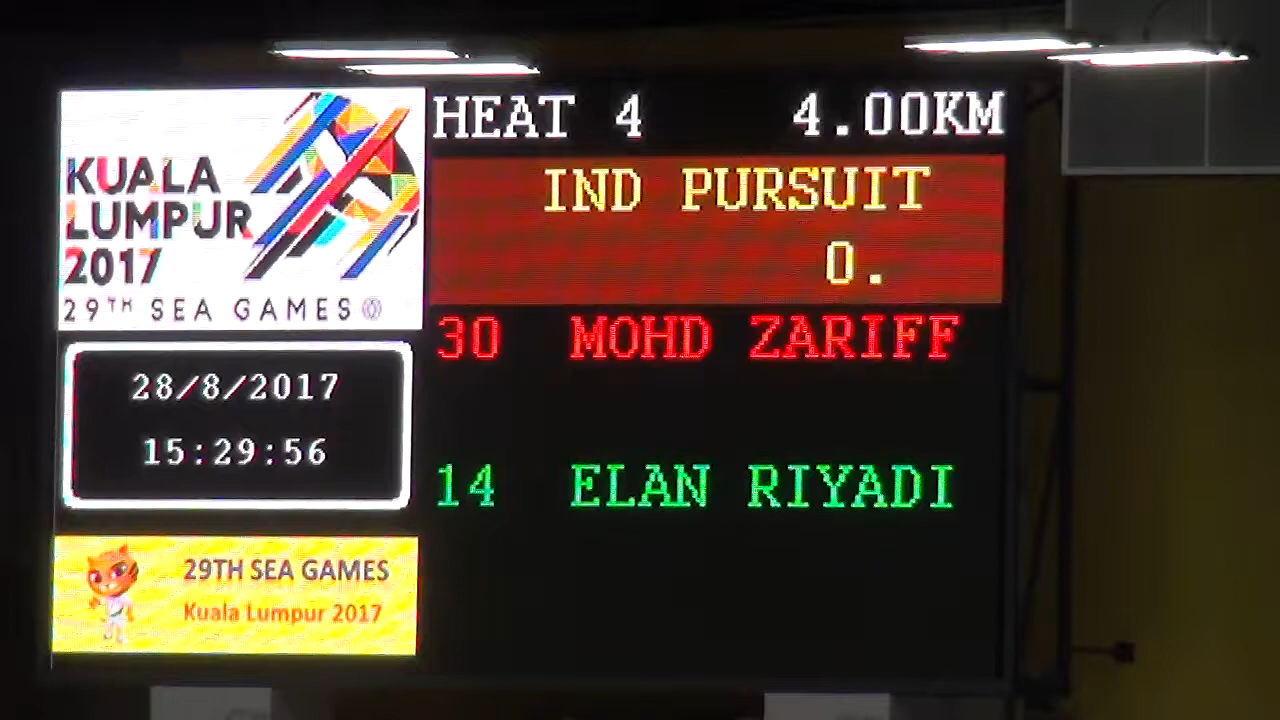 KUALA
LUMPUR
2017
29TH SEA GAMES
28/8/2017
15:29:56
29TH SEA GAMES
Kuala Lumpur 2017
HEAT 4 4.00KM
IND PURSUIT
0.
30 MOHD ZARIFF
14 ELAN RIYADI